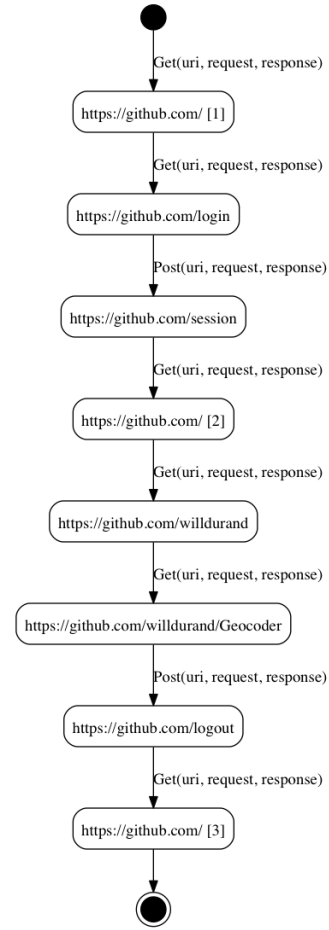 Get(uri, request, response)
https://github.com/ [1]
Get(uri, request, response)
https://github.com/login
Post(uri, request, response)
https://github.com/session
Get(uri, request, response)
https://github.com/ [2]
Get(uri, request, response)
https://github.com/willdurand
Get(uri, request, response)
https://github.com/willdurand/Geocoder
Post(uri, request, response)
https://github.com/logout
Get(uri, request, response)
https://github.com/ [3]